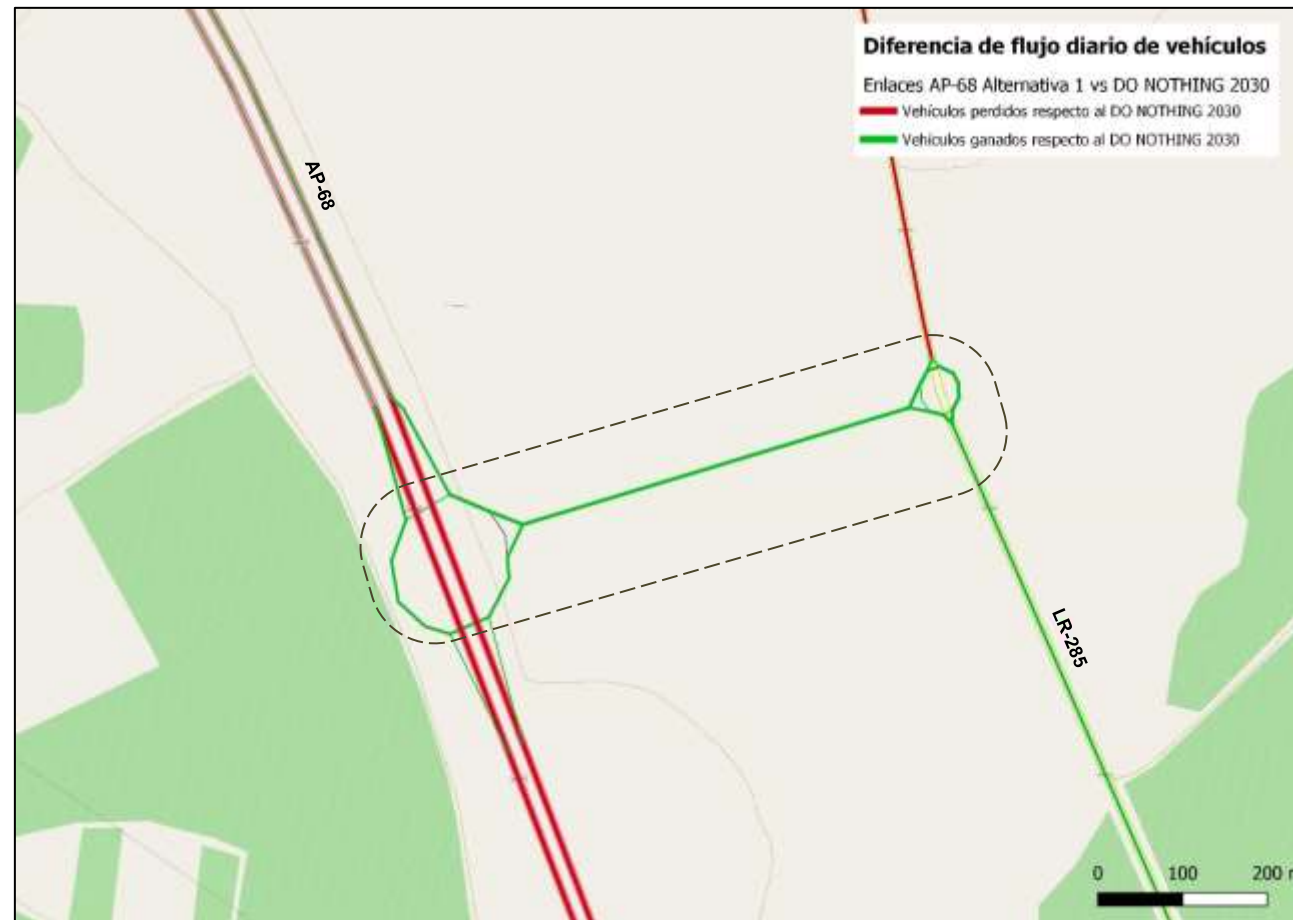 Diferencia de flujo diario de vehículos
Enlaces AP-68 Alternativa 1 vs DO NOTHING 2030
Vehículos perdidos respecto al DO NOTHING 2030
Vehículos ganados respecto al DO NOTHING 2030
AP-68
LR-285
0 100 200 m